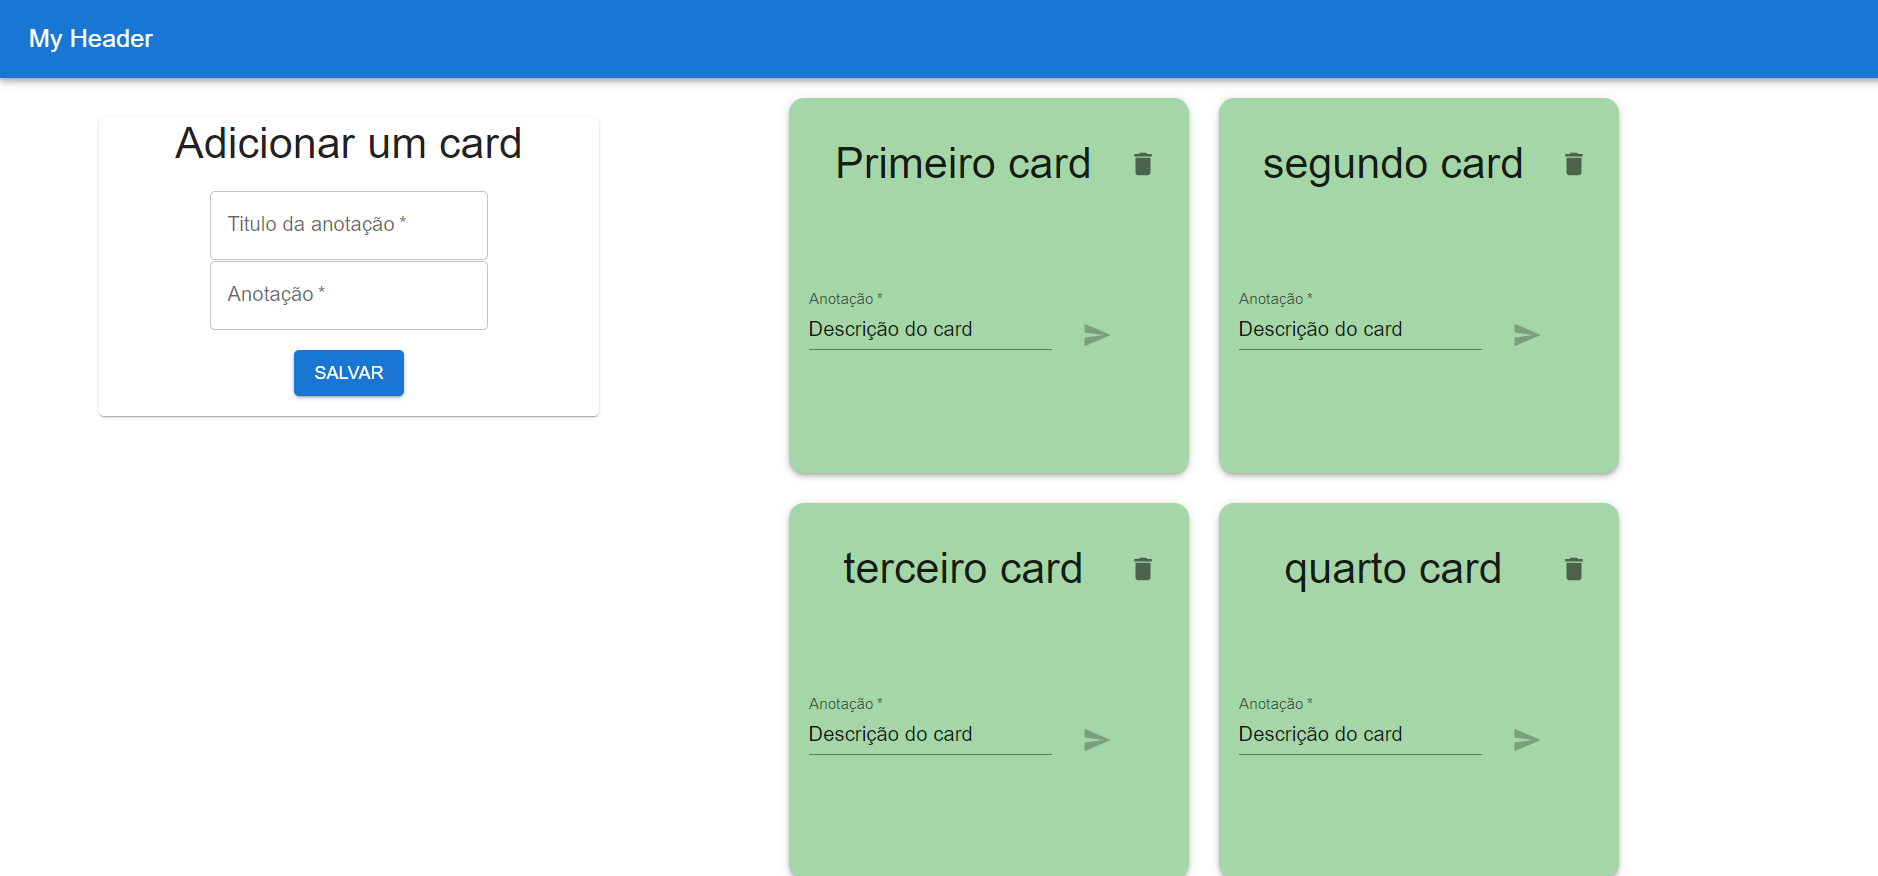 My Header
Adicionar um card
Titulo da anotação *
Anotação *
SALVAR
Primeiro card
Anotação *
Descrição do card
segundo card
Anotação *
Descrição do card
terceiro card
Anotação *
Descrição do card
quarto card
Anotação *
Descrição do card